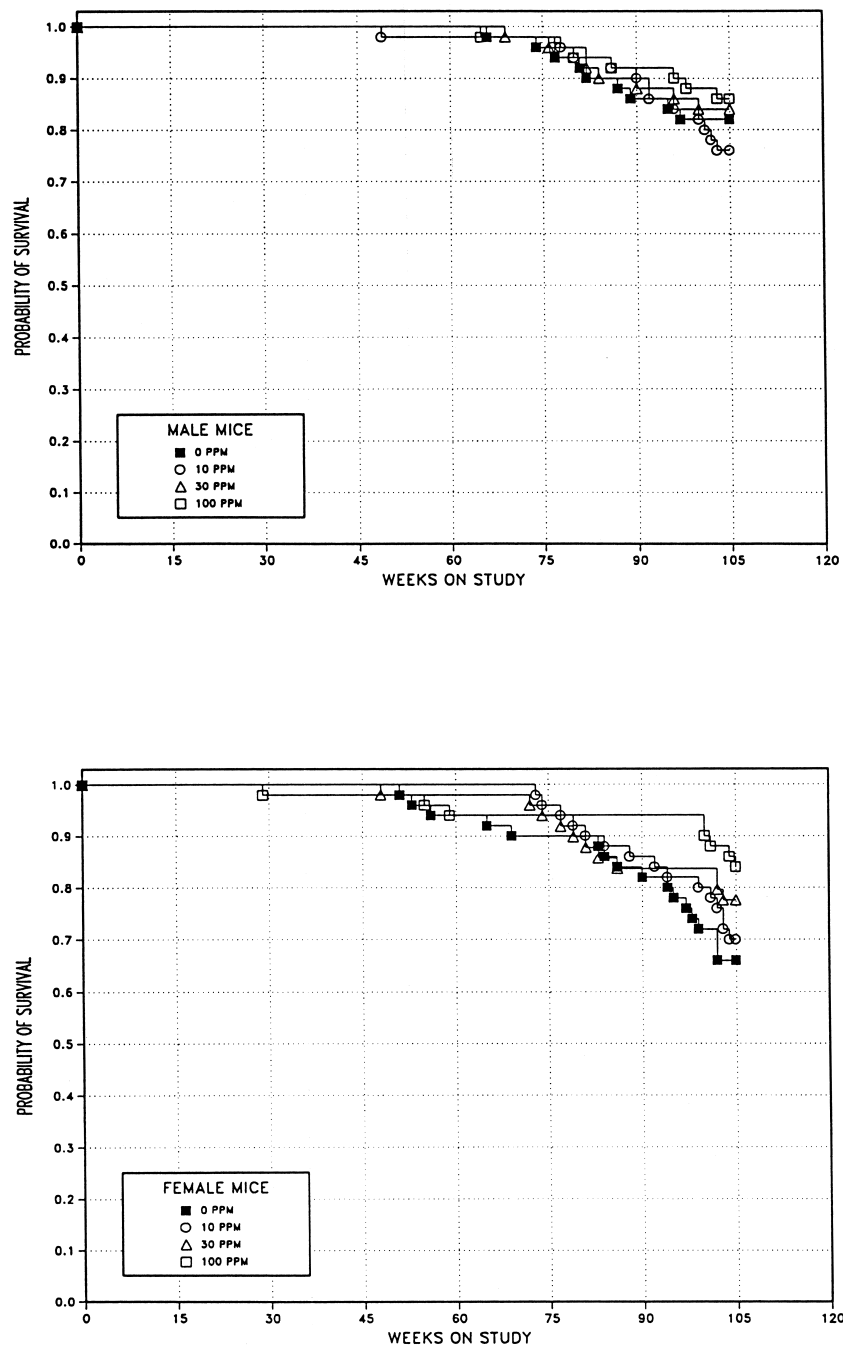 1.0
0.9
0.8
0.7
0.6
0.5
0.4
0.3
0.2
0.1
0.0
PROBABILITY OF SURVIVAL
MALE MICE
0 PPM
10 PPM
30 PPM
100 PPM
0 15 30 45 60 75 90 105 120
WEEKS ON STUDY
1.0
0.9
0.8
0.7
0.6
0.5
0.4
0.3
0.2
0.1
0.0
PROBABILITY OF SURVIVAL
FEMALE MICE
0 PPM
10 PPM
30 PPM
100 PPM
0 15 30 45 60 75 90 105 120
WEEKS ON STUDY